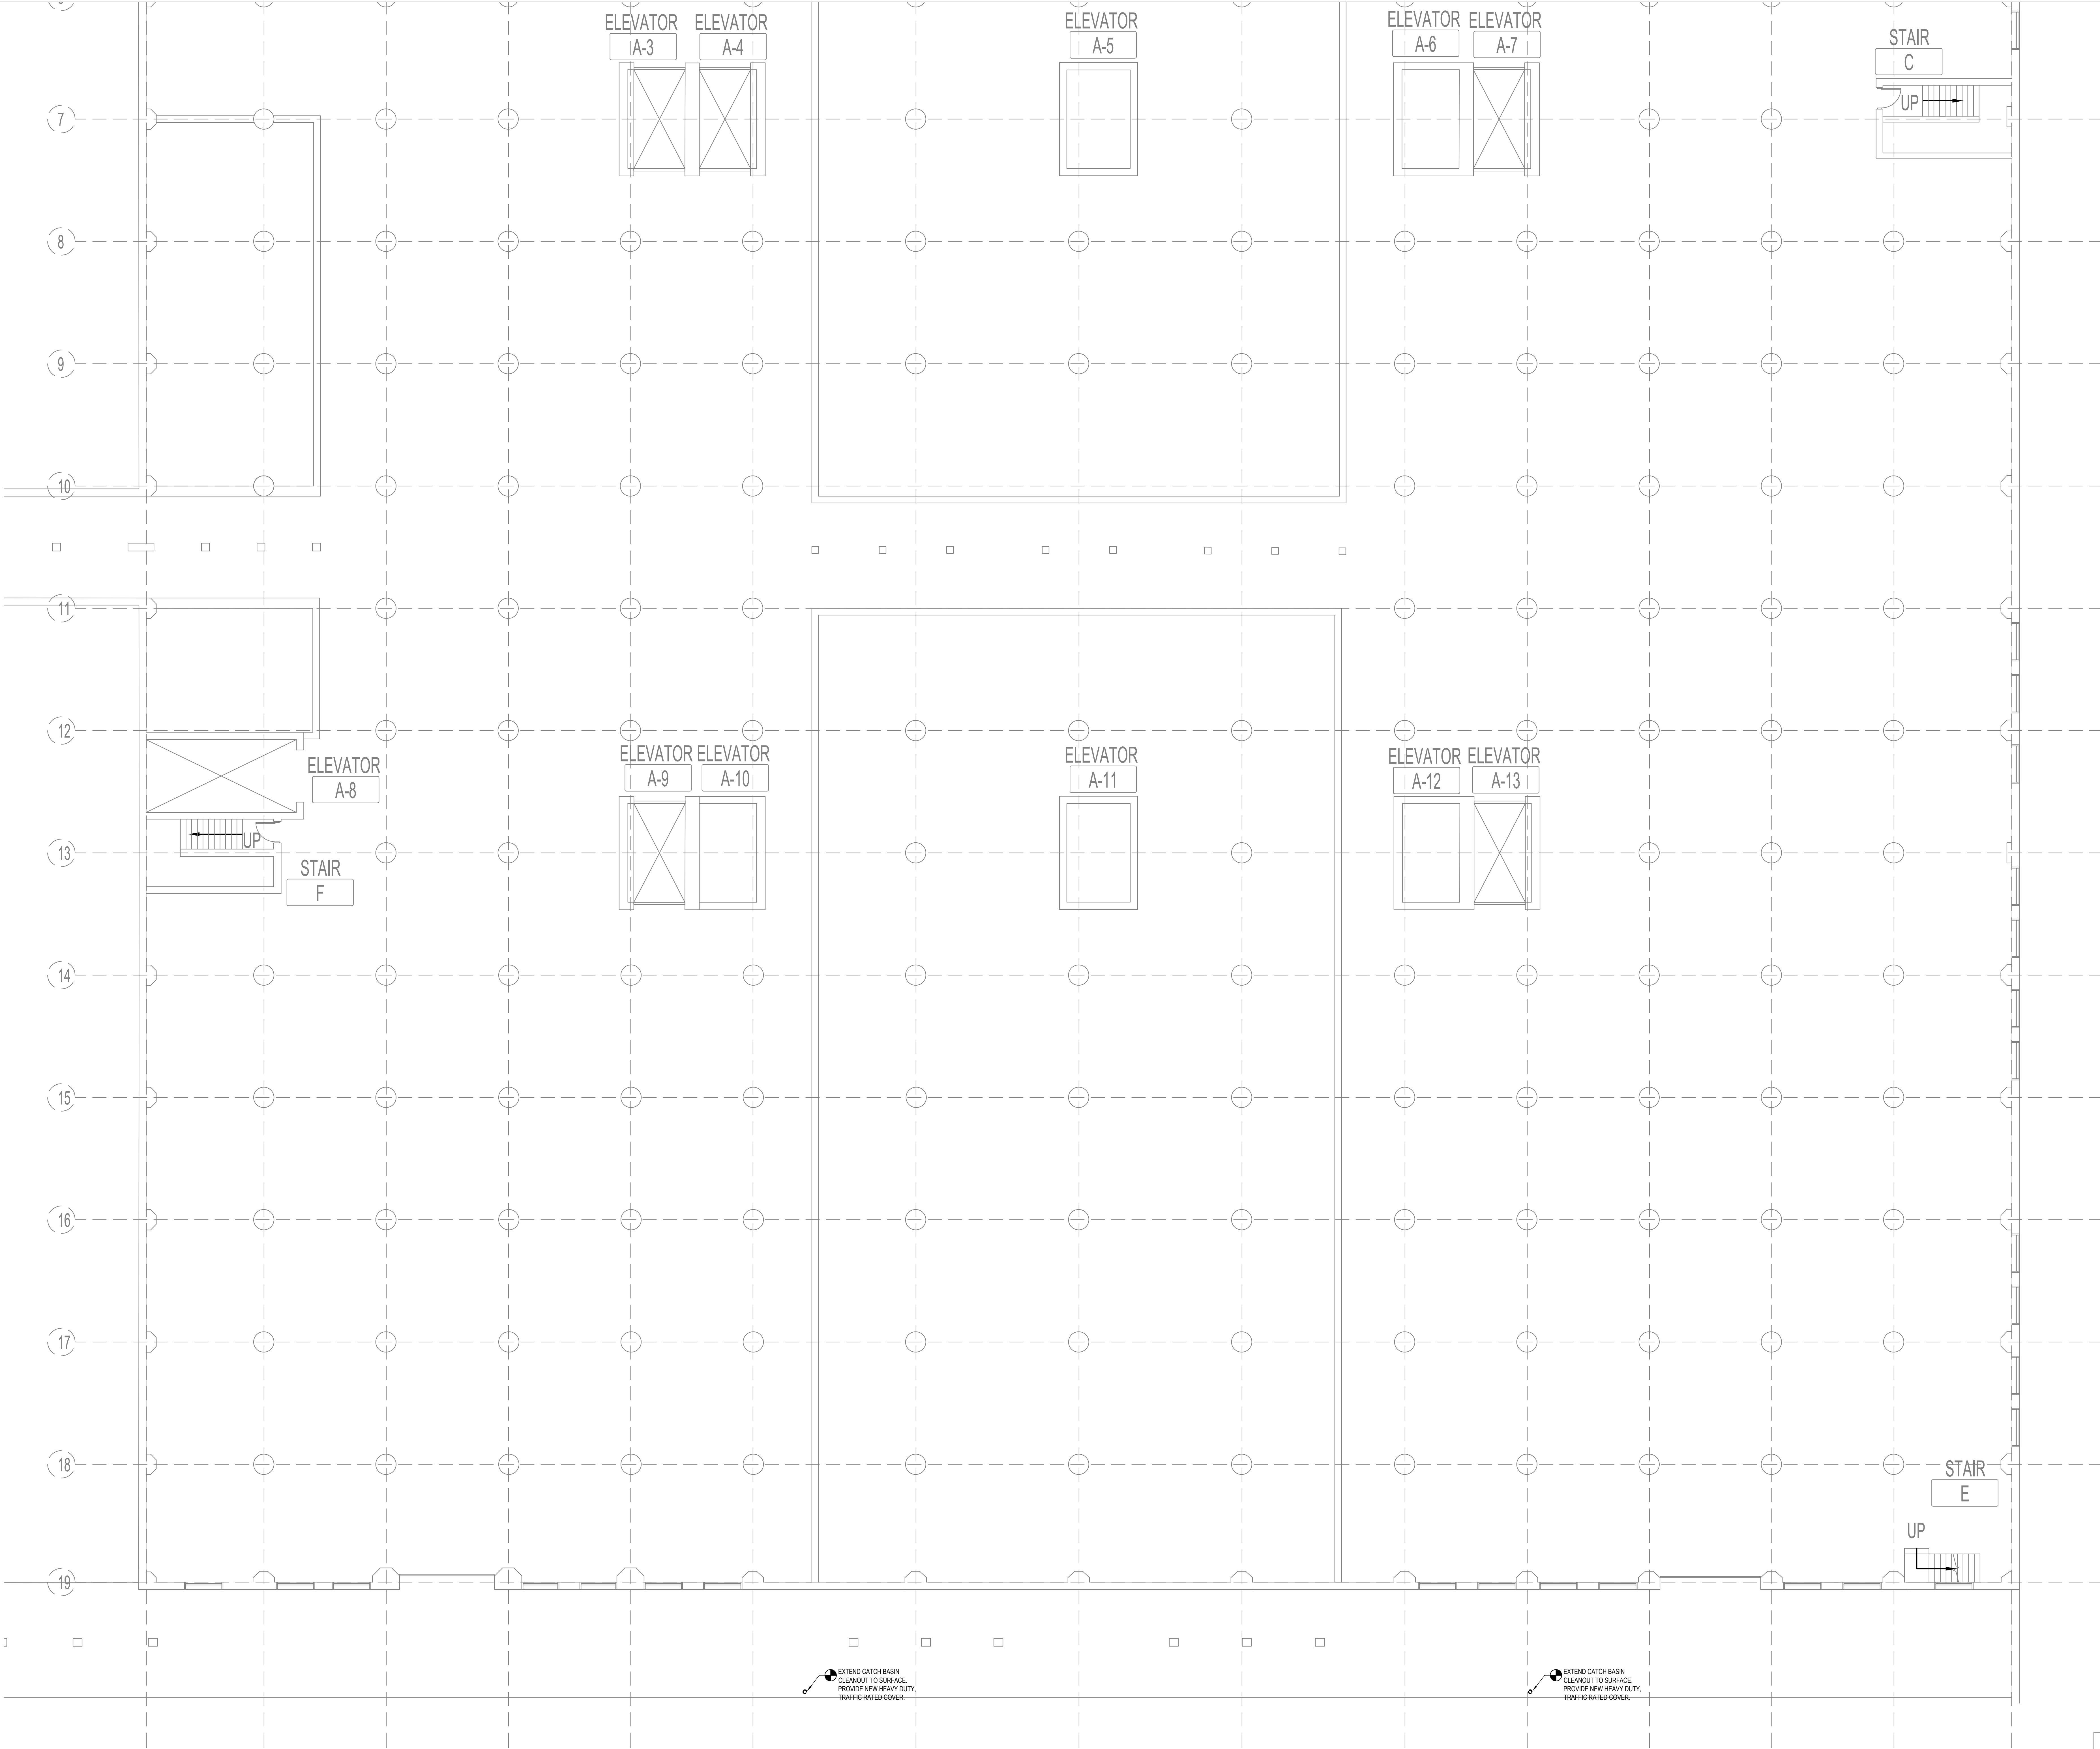 ELEVATOR
A-3
ELEVATOR
A-4
ELEVATOR
A-5
ELEVATOR
A-6
ELEVATOR
A-7
STAIR
C
UP
7
8
9
10
11
12
ELEVATOR
A-8
ELEVATOR
A-9
ELEVATOR
A-10
ELEVATOR
A-11
ELEVATOR
A-12
ELEVATOR
A-13
UP
13
STAIR
F
14
15
16
17
18
STAIR
E
UP
19
EXTEND CATCH BASIN
CLEANOUT TO SURFACE.
PROVIDE NEW HEAVY DUTY,
TRAFFIC RATED COVER.
EXTEND CATCH BASIN
CLEANOUT TO SURFACE.
PROVIDE NEW HEAVY DUTY,
TRAFFIC RATED COVER.